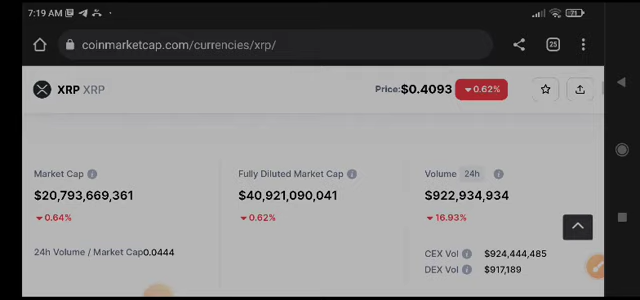 7:19 AM
71
coinmarketcap.com/currencies/xrp/
25
XRP XRP Price:$0.4093 0.62%
Market Cap Fully Diluted Market Cap Volume 24h
$20,793,669,361 $40,921,090,041 $922,934,934
0.64% 0.62% 16.93%
24h Volume / Market Cap0.0444
CEX Vol $924,444,485
DEX Vol $917,189